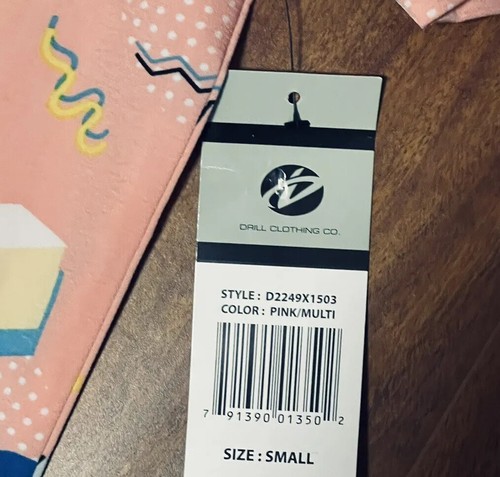 DRILL CLOTHING CO.
STYLE : D2249X1503
COLOR : PINK/MULTI
7 91390 01350 2
SIZE : SMALL